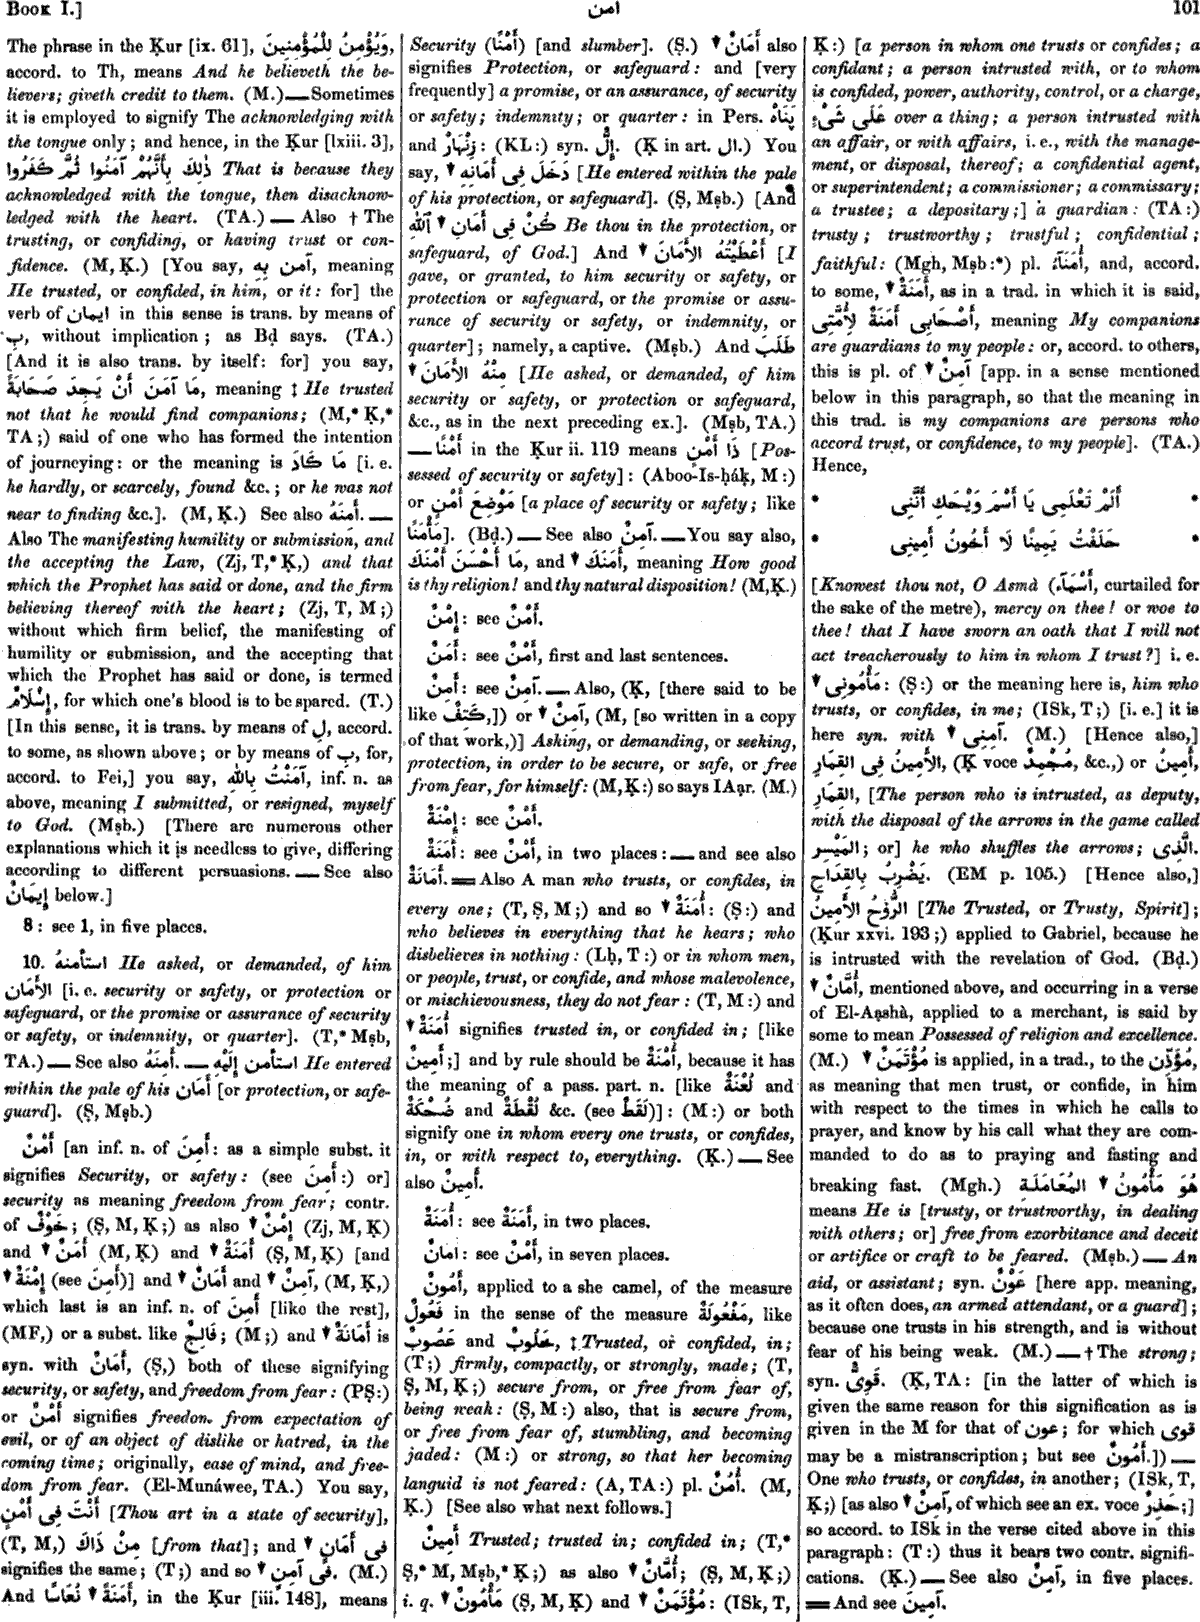 Book I.]
امن
101
The phrase in the Ḳur [ix. 61], وَيُؤْمِنُ لِلْمُؤْمِنِينَ,
accord. to Th, means And he believeth the be-
lievers; giveth credit to them. (M.)—Sometimes
it is employed to signify The acknowledging with
the tongue only; and hence, in the Ḳur [lxiii. 3],
ذٰلِكَ بِأَنَّهُمْ آمَنُوا ثُمَّ كَفَرُوا That is because they
acknowledged with the tongue, then disacknow-
ledged with the heart. (TA.) — Also † The
trusting, or confiding, or having trust or con-
fidence. (M, Ḳ.) [You say, آمن بِهِ, meaning
He trusted, or confided, in him, or it: for] the
verb of ايمان in this sense is trans. by means of
بِ, without implication; as Bḍ says. (TA.)
[And it is also trans. by itself: for] you say,
مَا آمَنَ أَنْ يَجِدَ صَحَابَةً, meaning ‡ He trusted
not that he would find companions; (M,* Ḳ,*
TA;) said of one who has formed the intention
of journeying: or the meaning is مَا كَادَ [i. e.
he hardly, or scarcely, found &c.; or he was not
near to finding &c.]. (M, Ḳ.) See also أَمِنَهُ. —
Also The manifesting humility or submission, and
the accepting the Law, (Zj, T,* Ḳ,) and that
which the Prophet has said or done, and the firm
believing thereof with the heart; (Zj, T, M;)
without which firm belief, the manifesting of
humility or submission, and the accepting that
which the Prophet has said or done, is termed
إِسْلَامٌ, for which one's blood is to be spared. (T.)
[In this sense, it is trans. by means of لِ, accord.
to some, as shown above; or by means of بِ, for,
accord. to Fei,] you say, آمَنْتُ بِاللّٰهِ, inf. n. as
above, meaning I submitted, or resigned, myself
to God. (Mṣb.) [There are numerous other
explanations which it is needless to give, differing
according to different persuasions. — See also
إِيمَانٌ below.]
8: see 1, in five places.
10. استأمنهُ He asked, or demanded, of him
الأَمَان [i. e. security or safety, or protection or
safeguard, or the promise or assurance of security
or safety, or indemnity, or quarter]. (T,* Mṣb,
TA.) — See also أَمِنَهُ. — استأمن إِلَيْهِ He entered
within the pale of his أَمَان [or protection, or safe-
guard]. (Ṣ, Mṣb.)
أَمْنٌ [an inf. n. of أَمِنَ: as a simple subst. it
signifies Security, or safety: (see أَمِنَ:) or]
security as meaning freedom from fear; contr.
of خَوْفٌ; (Ṣ, M, Ḳ;) as also ▼ إِمْنٌ (Zj, M, Ḳ)
and ▼ أَمَنٌ (M, Ḳ) and ▼ أَمَنَةٌ (Ṣ, M, Ḳ) [and
▼ إِمْنَةٌ (see أَمِنَ)] and ▼ أَمَانٌ and ▼ آمِنٌ, (M, Ḳ,)
which last is an inf. n. of أَمِنَ [like the rest],
(MF,) or a subst. like فَالِجٌ; (M;) and ▼ أَمَانَةٌ is
syn. with أَمَانٌ, (Ṣ,) both of these signifying
security, or safety, and freedom from fear: (PṢ:)
or أَمْنٌ signifies freedom from expectation of
evil, or of an object of dislike or hatred, in the
coming time; originally, ease of mind, and free-
dom from fear. (El-Munáwee, TA.) You say,
أَنْتَ فِى أَمْنٍ [Thou art in a state of security],
(T, M,) مِنْ ذَاكَ [from that]; and ▼ فِى أَمَانٍ
signifies the same; (T;) and so ▼ فِى آمِنٍ. (M.)
And ▼ أَمَنَةً نُعَاسًا, in the Ḳur [iii. 148], means
Security (أَمْنًا) [and slumber]. (Ṣ.) ▼ أَمَانٌ also
signifies Protection, or safeguard: and [very
frequently] a promise, or an assurance, of security
or safety; indemnity; or quarter: in Pers. پَنَاهْ
and زِنْهَارْ: (KL:) syn. إِلٌّ. (Ḳ in art. ال.) You
say, ▼ دَخَلَ فِى أَمَانِهِ [He entered within the pale
of his protection, or safeguard]. (Ṣ, Mṣb.) [And
كُنْ فِى أَمَانِ ▼ ٱللّٰهِ Be thou in the protection, or
safeguard, of God.] And ▼ أَعْطَيْتُهُ الأَمَانَ [I
gave, or granted, to him security or safety, or
protection or safeguard, or the promise or assu-
rance of security or safety, or indemnity, or
quarter]; namely, a captive. (Mṣb.) And طَلَبَ
▼ مِنْهُ الأَمَانَ [He asked, or demanded, of him
security or safety, or protection or safeguard,
&c., as in the next preceding ex.]. (Mṣb, TA.)
—أَمْنًا in the Ḳur ii. 119 means ذَا أَمْنٍ [Pos-
sessed of security or safety]: (Aboo-Is-ḥáḳ, M:)
or مَوْضِعَ أَمْنٍ [a place of security or safety; like
مَأْمَنًا]. (Bḍ.) — See also آمِنٌ. — You say also,
مَا أَحْسَنَ أَمْنَكَ, and ▼ أَمَنَكَ, meaning How good
is thy religion! and thy natural disposition! (M, Ḳ.)
إِمْنٌ: see أَمْنٌ.
أَمَنٌ: see أَمْنٌ, first and last sentences.
أَمِنٌ: see آمِنٌ. — Also, (Ḳ, [there said to be
like كَتِفٌ,]) or ▼ آمِنٌ, (M, [so written in a copy
of that work,)] Asking, or demanding, or seeking,
protection, in order to be secure, or safe, or free
from fear, for himself: (M, Ḳ:) so says IAạr. (M.)
إِمْنَةٌ: see أَمْنٌ.
أَمَنَةٌ: see أَمْنٌ, in two places: — and see also
أَمَانَةٌ. = Also A man who trusts, or confides, in
every one; (T, Ṣ, M;) and so ▼ أُمَنَةٌ: (Ṣ:) and
who believes in everything that he hears; who
disbelieves in nothing: (Lḥ, T:) or in whom men,
or people, trust, or confide, and whose malevolence,
or mischievousness, they do not fear: (T, M:) and
▼ أُمَنَةٌ signifies trusted in, or confided in; [like
أَمِينٌ;] and by rule should be أُمْنَةٌ, because it has
the meaning of a pass. part. n. [like لُعْنَةٌ and
ضُحْكَةٌ and لُقْطَةٌ &c. (see لَقَطٌ)]: (M:) or both
signify one in whom every one trusts, or confides,
in, or with respect to, everything. (Ḳ.) — See
also أَمِينٌ.
أُمَنَةٌ: see أَمَنَةٌ, in two places.
امَانٌ: see أَمْنٌ, in seven places.
أَمُونٌ, applied to a she camel, of the measure
فَعُولٌ in the sense of the measure مَفْعُولَةٌ, like
عَصُوبٌ and حَلُوبٌ, ‡ Trusted, or confided, in;
(T;) firmly, compactly, or strongly, made; (T,
Ṣ, M, Ḳ;) secure from, or free from fear of,
being weak: (Ṣ, M:) also, that is secure from,
or free from fear of, stumbling, and becoming
jaded: (M:) or strong, so that her becoming
languid is not feared: (A, TA:) pl. أُمُنٌ. (M,
Ḳ.) [See also what next follows.]
أَمِينٌ Trusted; trusted in; confided in; (T,*
Ṣ,* M, Mṣb,* Ḳ;) as also ▼ أُمَّانٌ; (Ṣ, M, Ḳ;)
i. q. ▼ مَأْمُونٌ (Ṣ, M, Ḳ) and ▼ مُؤْتَمَنٌ: (ISk, T,
Ḳ:) [a person in whom one trusts or confides; a
confidant; a person intrusted with, or to whom
is confided, power, authority, control, or a charge,
عَلَى شَىْءٍ over a thing; a person intrusted with
an affair, or with affairs, i. e., with the manage-
ment, or disposal, thereof; a confidential agent,
or superintendent; a commissioner; a commissary;
a trustee; a depositary;] a guardian: (TA:)
trusty; trustworthy; trustful; confidential;
faithful: (Mgh, Mṣb:*) pl. أُمَنَآءُ, and, accord.
to some, ▼ أَمَنَةٌ, as in a trad. in which it is said,
أَصْحَابِى أَمَنَةٌ لِأُمَّتِى, meaning My companions
are guardians to my people: or, accord. to others,
this is pl. of ▼ آمِنٌ [app. in a sense mentioned
below in this paragraph, so that the meaning in
this trad. is my companions are persons who
accord trust, or confidence, to my people]. (TA.)
Hence,
* أَلَمْ تَعْلَمِى يَا أَسْمَ وَيْحَكِ أَنَّنِى *
* حَلَفْتُ يَمِينًا لَا أَخُونُ أَمِينِى *
[Knowest thou not, O Asmà (أَسْمَآء, curtailed for
the sake of the metre), mercy on thee! or woe to
thee! that I have sworn an oath that I will not
act treacherously to him in whom I trust?] i. e.
▼ مَأْمُونِى: (Ṣ:) or the meaning here is, him who
trusts, or confides, in me; (ISk, T;) [i. e.] it is
here syn. with ▼ آمِنِى. (M.) [Hence also,]
الأَمِينُ فِى القِمَارِ, (Ḳ voce مُجْمِدٌ, &c.,) or أَمِينُ
القِمَارِ, [The person who is intrusted, as deputy,
with the disposal of the arrows in the game called
المَيْسِر; or] he who shuffles the arrows; الَّذِى
يَضْرِبُ بِالقِدَاحِ. (EM p. 105.) [Hence also,]
الرُّوحُ الأَمِينُ [The Trusted, or Trusty, Spirit];
(Ḳur xxvi. 193;) applied to Gabriel, because he
is intrusted with the revelation of God. (Bḍ.)
▼ أُمَّانٌ, mentioned above, and occurring in a verse
of El-Aạshà, applied to a merchant, is said by
some to mean Possessed of religion and excellence.
(M.) ▼ مُؤْتَمَنٌ is applied, in a trad., to the مُؤَذِّن,
as meaning that men trust, or confide, in him
with respect to the times in which he calls to
prayer, and know by his call what they are com-
manded to do as to praying and fasting and
breaking fast. (Mgh.) هُوَ مَأْمُونُ ▼ المُعَامَلَةِ
means He is [trusty, or trustworthy, in dealing
with others; or] free from exorbitance and deceit
or artifice or craft to be feared. (Mṣb.) — An
aid, or assistant; syn. عَوْنٌ [here app. meaning,
as it often does, an armed attendant, or a guard];
because one trusts in his strength, and is without
fear of his being weak. (M.) — † The strong;
syn. قَوِىٌّ. (Ḳ, TA: [in the latter of which is
given the same reason for this signification as is
given in the M for that of عون; for which قوى
may be a mistranscription; but see أَمُونٌ.]) —
One who trusts, or confides, in another; (ISk, T,
Ḳ;) [as also ▼ آمِنٌ, of which see an ex. voce حَذِرٌ;]
so accord. to ISk in the verse cited above in this
paragraph: (T:) thus it bears two contr. signifi-
cations. (Ḳ.) — See also آمِنٌ, in five places.
= And see آمِينَ.